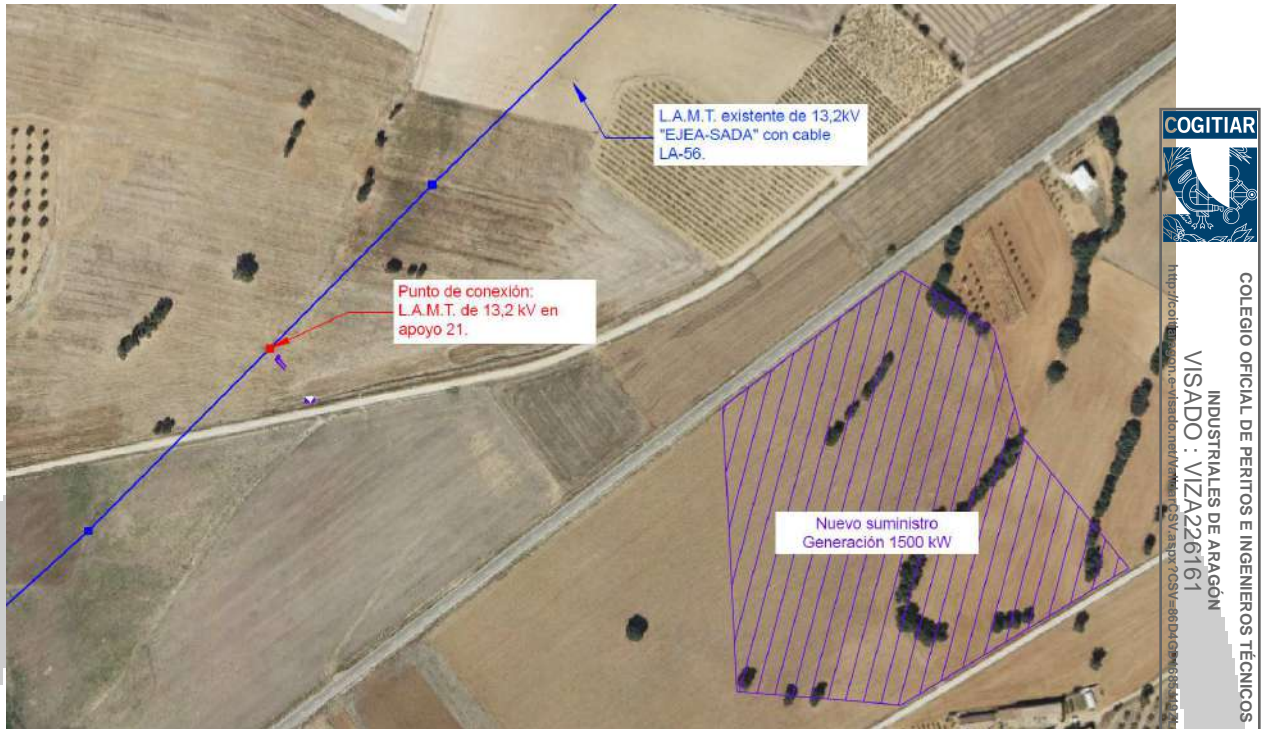 L.A.M.T. existente de 13,2kV
"EJEA-SADA" con cable
LA-56.
Punto de conexión:
L.A.M.T. de 13,2 kV en
apoyo 21.
Nuevo suministro
Generación 1500 kW
COGITIAR
COLEGIO OFICIAL DE PERITOS E INGENIEROS TÉCNICOS
INDUSTRIALES DE ARAGÓN
VISADO : VIZA226161